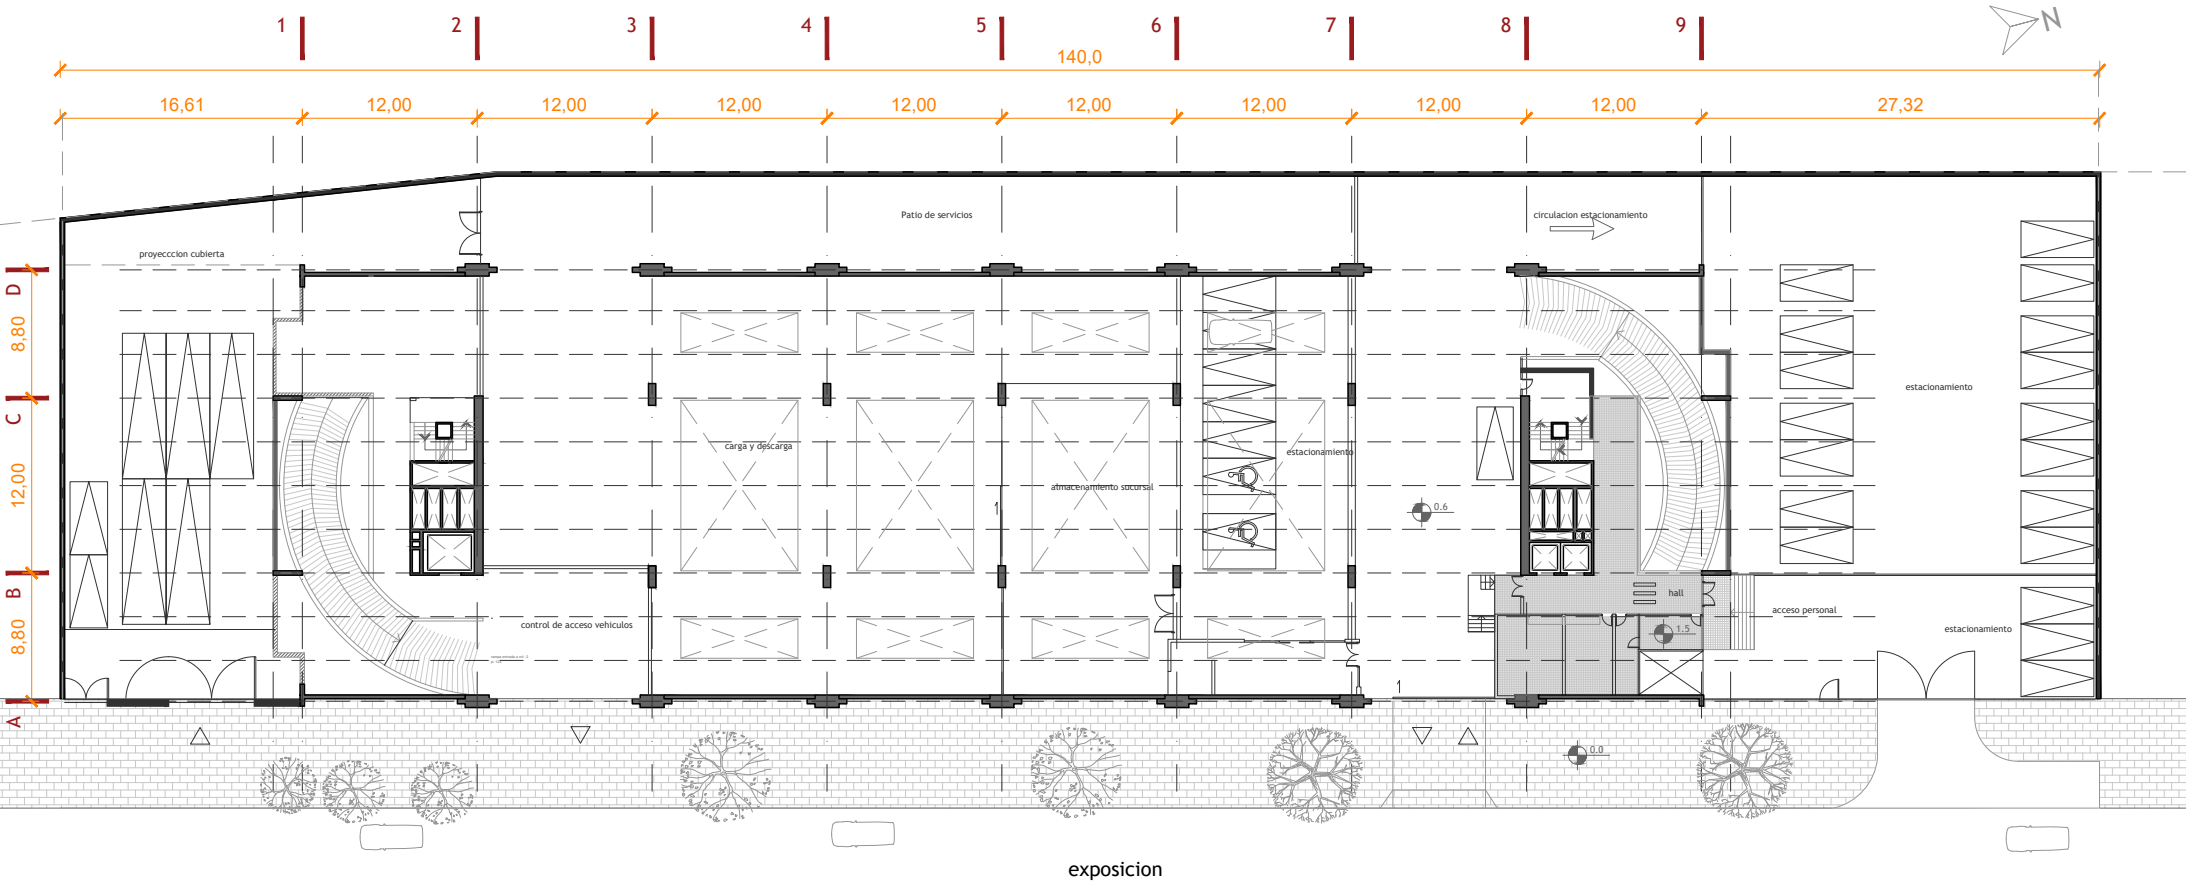 1 2 3 4 5 6 7 8 9
N
140,0
16,61 12,00 12,00 12,00 12,00 12,00 12,00 12,00 12,00 27,32
Patio de servicios
circulacion estacionamiento
proyecccion cubierta
D
8,80
C
12,00
B
8,80
A
estacionamiento
carga y descarga
estacionamiento
almacenamiento sucursal
0.6
hall
acceso personal
control de acceso vehiculos
1.5
estacionamiento
0.0
exposicion